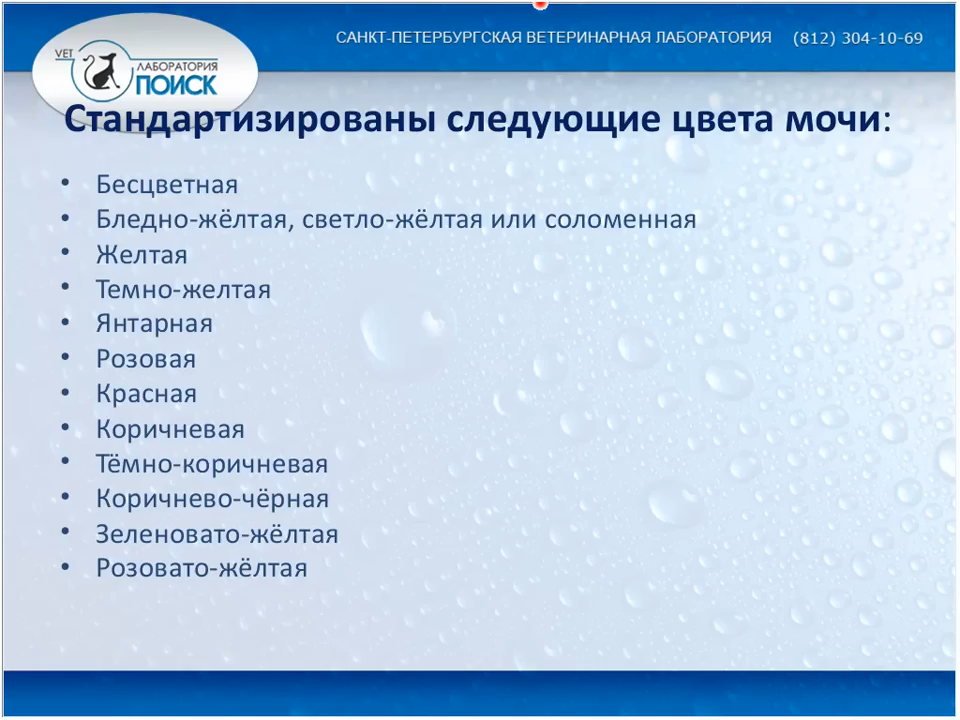 САНКТ-ПЕТЕРБУРГСКАЯ ВЕТЕРИНАРНАЯ ЛАБОРАТОРИЯ (812) 304-10-69
VET
ЛАБОРАТОРИЯ
ПОИСК
Стандартизированы следующие цвета мочи:
• Бесцветная
• Бледно-жёлтая, светло-жёлтая или соломенная
• Желтая
• Темно-желтая
• Янтарная
• Розовая
• Красная
• Коричневая
• Тёмно-коричневая
• Коричнево-чёрная
• Зеленовато-жёлтая
• Розовато-жёлтая